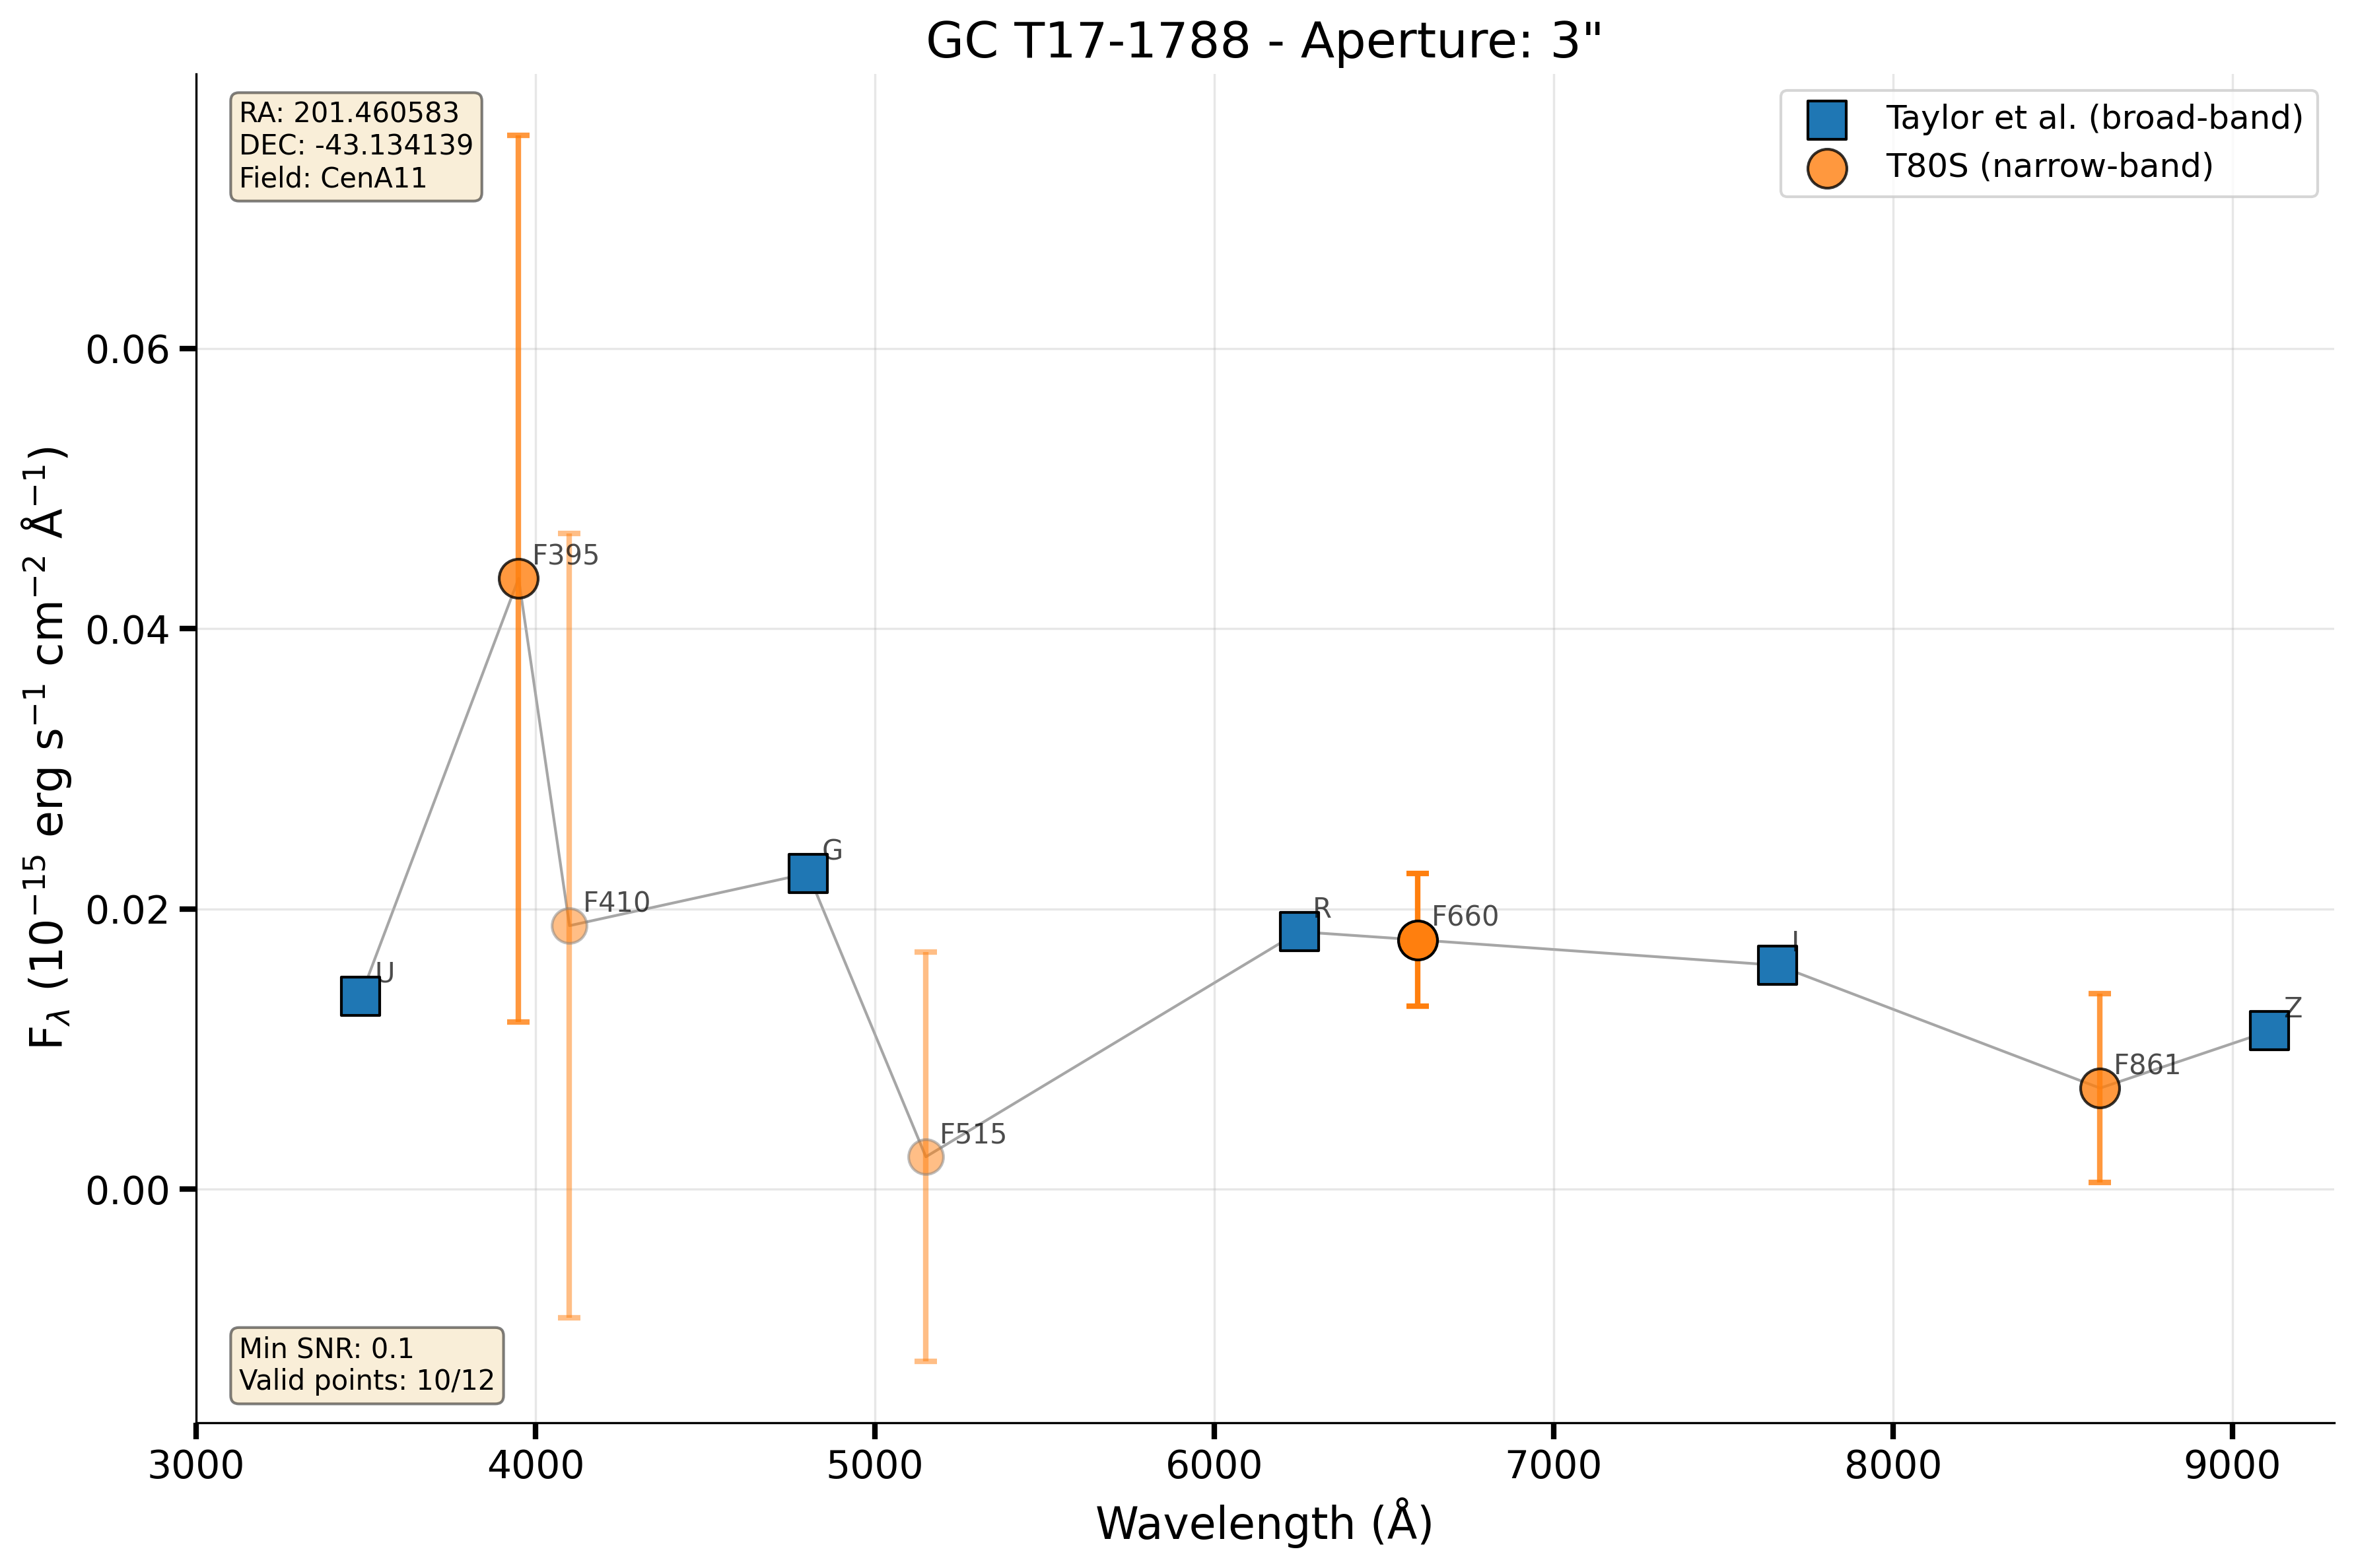 GC T17-1788 - Aperture: 3"
RA: 201.460583
DEC: -43.134139
Field: CenA11
Taylor et al. (broad-band)
T80S (narrow-band)
F_λ (10⁻¹⁵ erg s⁻¹ cm⁻² Å⁻¹)
0.06
0.04
0.02
0.00
U
F395
F410
G
F515
R
F660
I
F861
Z
Min SNR: 0.1
Valid points: 10/12
3000
4000
5000
6000
7000
8000
9000
Wavelength (Å)